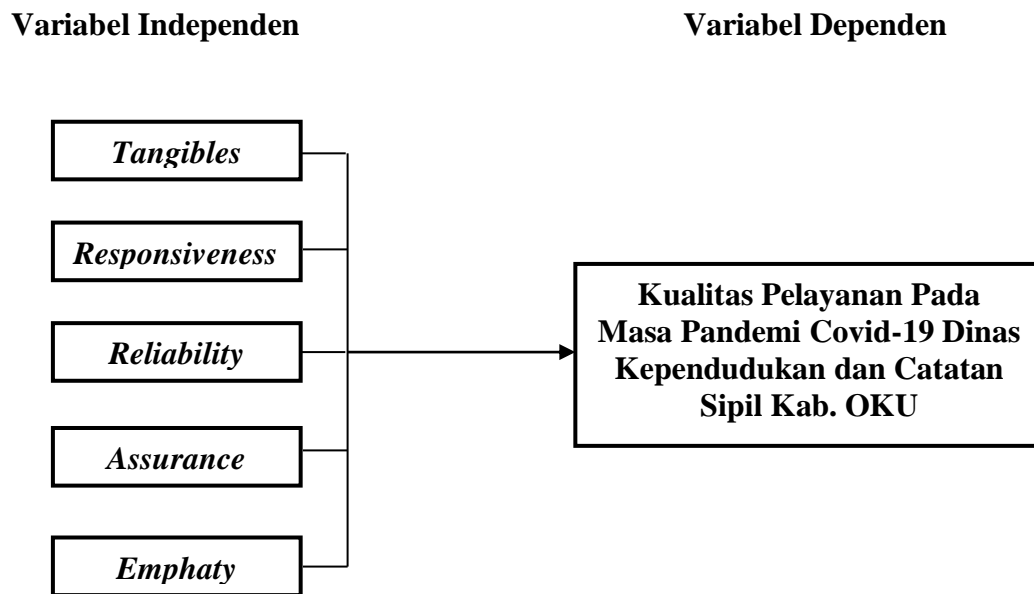 Variabel Independen
Variabel Dependen
Tangibles
Responsiveness
Reliability
Assurance
Emphaty
Kualitas Pelayanan Pada
Masa Pandemi Covid-19 Dinas
Kependudukan dan Catatan
Sipil Kab. OKU